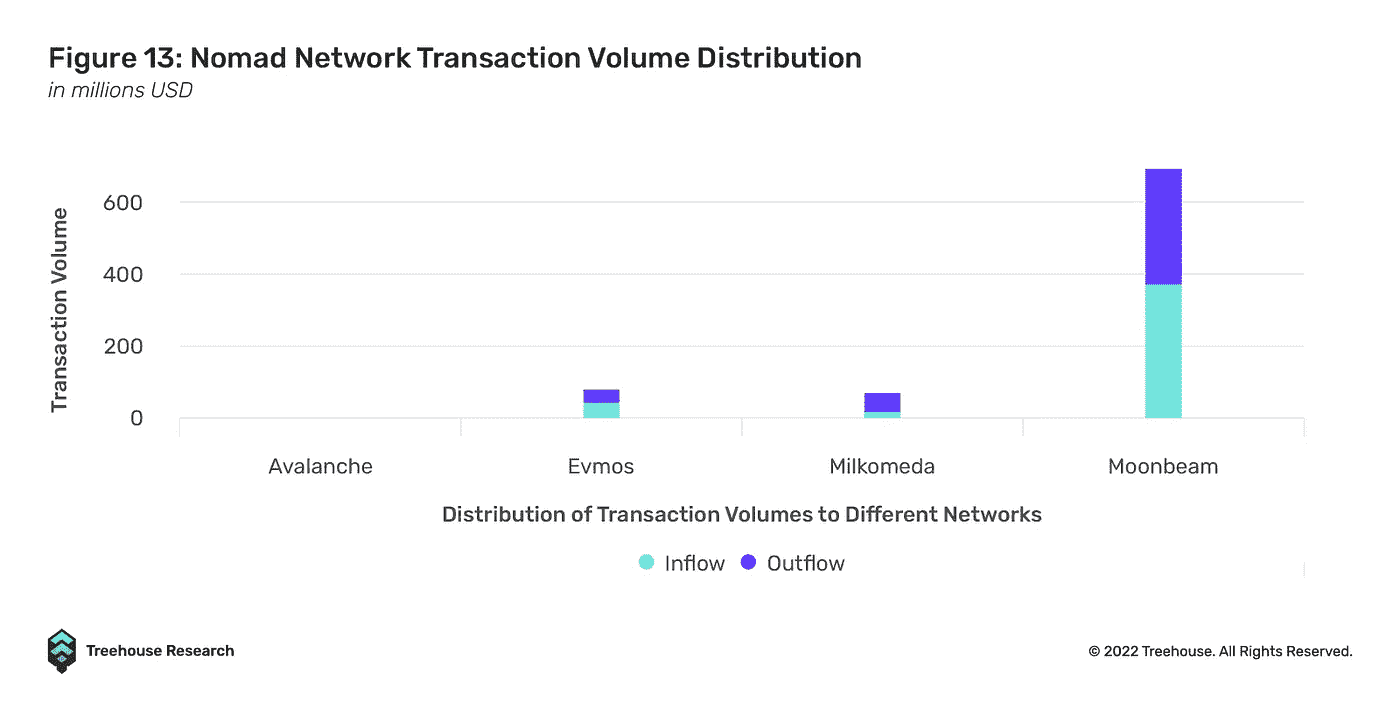 Figure 13: Nomad Network Transaction Volume Distribution
in millions USD
Transaction Volume
600
400
200
0
Avalanche Evmos Milkomeda Moonbeam
Distribution of Transaction Volumes to Different Networks
Inflow Outflow
Treehouse Research © 2022 Treehouse. All Rights Reserved.